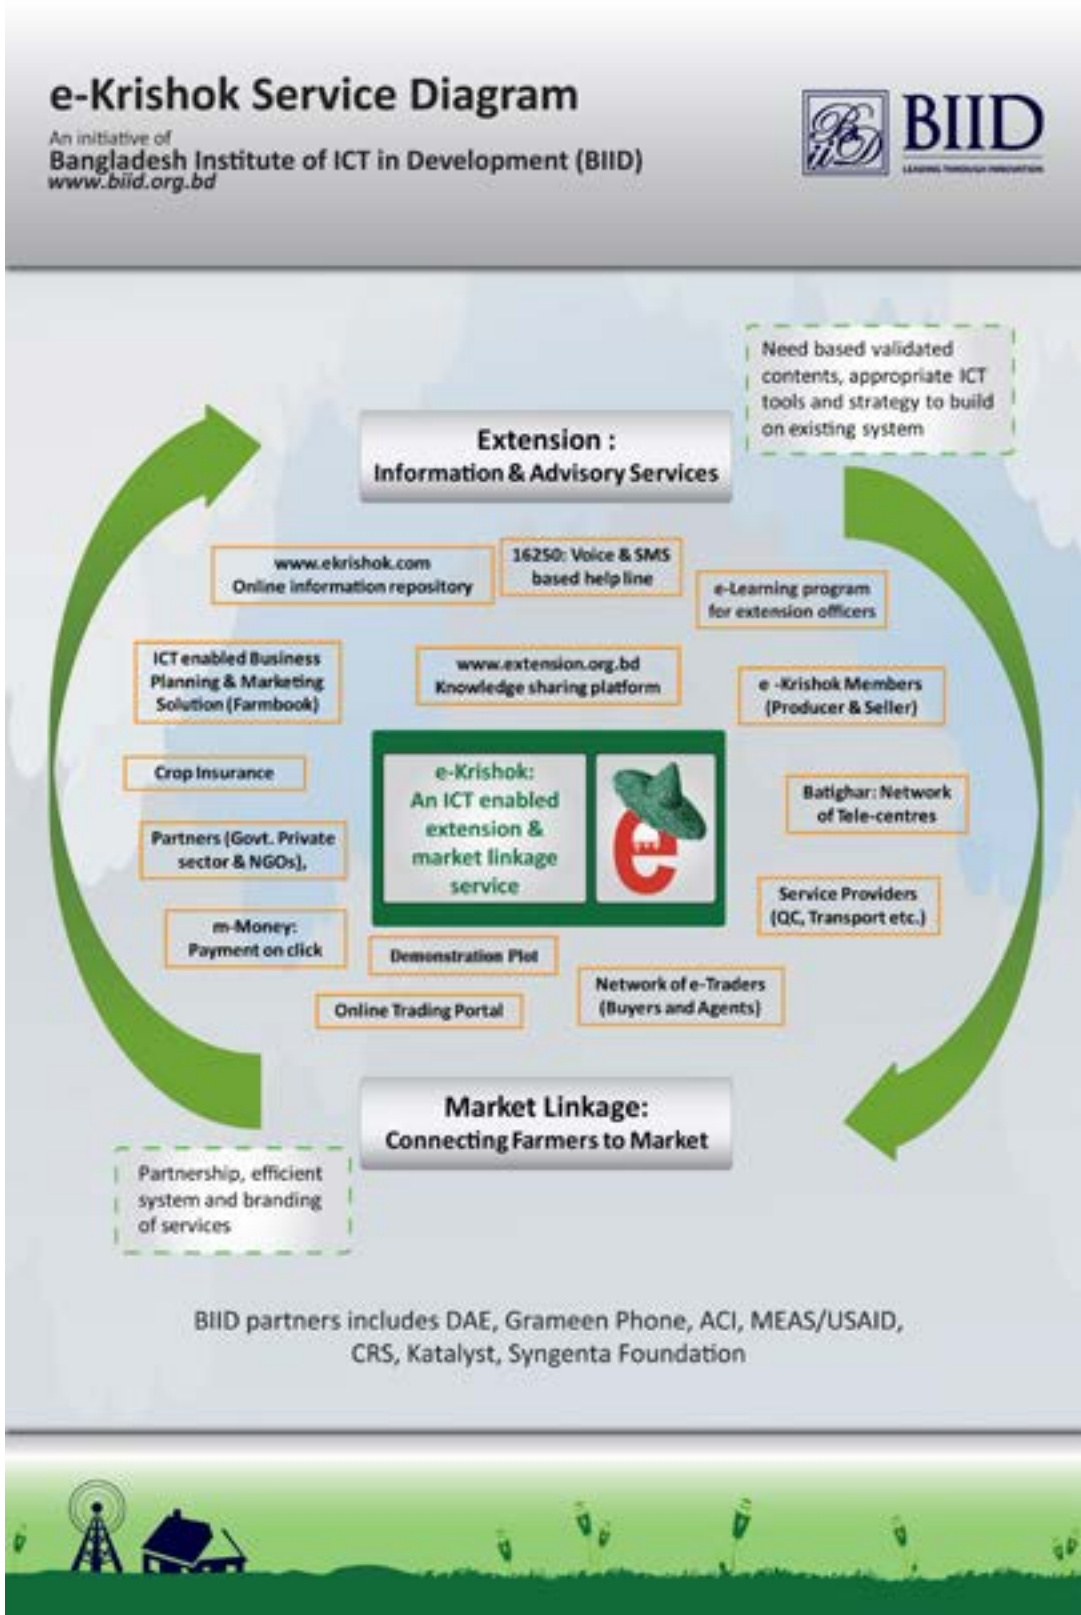 e-Krishok Service Diagram
An initiative of
Bangladesh Institute of ICT in Development (BIID)
www.biid.org.bd
BIID
LEADING THROUGH INNOVATION
Need based validated
contents, appropriate ICT
tools and strategy to build
on existing system
Extension :
Information & Advisory Services
www.ekrishok.com
Online information repository
16250: Voice & SMS
based help line
e-Learning program
for extension officers
ICT enabled Business
Planning & Marketing
Solution (Farmbook)
www.extension.org.bd
Knowledge sharing platform
e -Krishok Members
(Producer & Seller)
Crop Insurance
e-Krishok:
An ICT enabled
extension &
market linkage
service
e
Batighar: Network
of Tele-centres
Partners (Govt. Private
sector & NGOs),
Service Providers
(QC, Transport etc.)
m-Money:
Payment on click
Demonstration Plot
Network of e-Traders
(Buyers and Agents)
Online Trading Portal
Market Linkage:
Connecting Farmers to Market
Partnership, efficient
system and branding
of services
BIID partners includes DAE, Grameen Phone, ACI, MEAS/USAID,
CRS, Katalyst, Syngenta Foundation